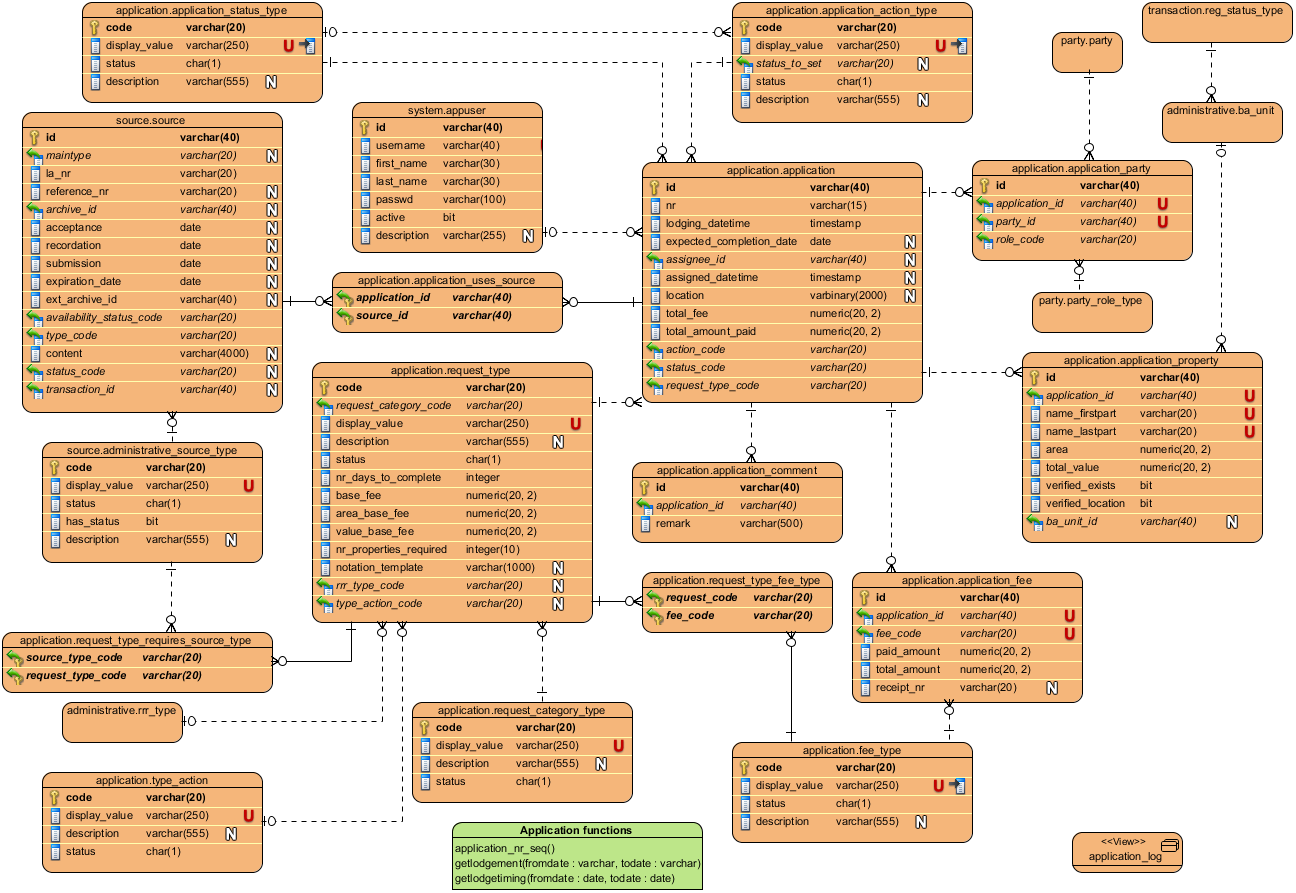 application.application_status_type
code varchar(20)
display_value varchar(250) U
status char(1)
description varchar(555) N
application.application_action_type
code varchar(20)
display_value varchar(250) U
status_to_set varchar(20) N
status char(1)
description varchar(555) N
transaction.reg_status_type
party.party
administrative.ba_unit
source.source
id varchar(40)
maintype varchar(20) N
la_nr varchar(20)
reference_nr varchar(20) N
archive_id varchar(40) N
acceptance date N
recordation date N
submission date N
expiration_date date N
ext_archive_id varchar(40) N
availability_status_code varchar(20)
type_code varchar(20)
content varchar(4000) N
status_code varchar(20) N
transaction_id varchar(40) N
system.appuser
id varchar(40)
username varchar(40)
first_name varchar(30)
last_name varchar(30)
passwd varchar(100)
active bit
description varchar(255) N
application.application
id varchar(40)
nr varchar(15)
lodging_datetime timestamp
expected_completion_date date N
assignee_id varchar(40) N
assigned_datetime timestamp N
location varbinary(2000) N
total_fee numeric(20, 2)
total_amount_paid numeric(20, 2)
action_code varchar(20)
status_code varchar(20)
request_type_code varchar(20)
application.application_party
id varchar(40)
application_id varchar(40) U
party_id varchar(40) U
role_code varchar(20)
party.party_role_type
application.application_uses_source
application_id varchar(40)
source_id varchar(40)
application.application_property
id varchar(40)
application_id varchar(40) U
name_firstpart varchar(20) U
name_lastpart varchar(20) U
area numeric(20, 2)
total_value numeric(20, 2)
verified_exists bit
verified_location bit
ba_unit_id varchar(40) N
application.request_type
code varchar(20)
request_category_code varchar(20)
display_value varchar(250) U
description varchar(555) N
status char(1)
nr_days_to_complete integer
base_fee numeric(20, 2)
area_base_fee numeric(20, 2)
value_base_fee numeric(20, 2)
nr_properties_required integer(10)
notation_template varchar(1000) N
rrr_type_code varchar(20) N
type_action_code varchar(20) N
source.administrative_source_type
code varchar(20)
display_value varchar(250) U
status char(1)
has_status bit
description varchar(555) N
application.application_comment
id varchar(40)
application_id varchar(40)
remark varchar(500)
application.request_type_fee_type
request_code varchar(20)
fee_code varchar(20)
application.application_fee
id varchar(40)
application_id varchar(40) U
fee_code varchar(20) U
paid_amount numeric(20, 2)
total_amount numeric(20, 2)
receipt_nr varchar(20) N
application.request_type_requires_source_type
source_type_code varchar(20)
request_type_code varchar(20)
administrative.rrr_type
application.request_category_type
code varchar(20)
display_value varchar(250) U
description varchar(555) N
status char(1)
application.fee_type
code varchar(20)
display_value varchar(250) U
status char(1)
description varchar(555) N
application.type_action
code varchar(20)
display_value varchar(250) U
description varchar(555) N
status char(1)
Application functions
application_nr_seq()
getlodgement(fromdate : varchar, todate : varchar)
getlodgetiming(fromdate : date, todate : date)
<<View>>
application_log